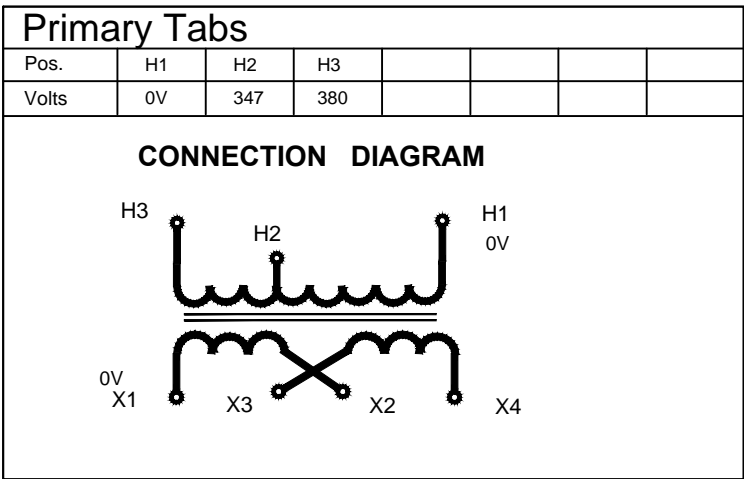 Primary Tabs
Pos. H1 H2 H3
Volts 0V 347 380
CONNECTION DIAGRAM
H3 H1
H2
0V
0V
X1 X3 X2 X4